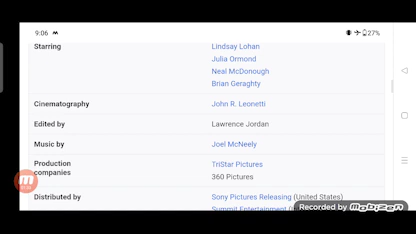 9:06 M 27%
Starring Lindsay Lohan
Julia Ormond
Neal McDonough
Brian Geraghty
Cinematography John R. Leonetti
Edited by Lawrence Jordan
Music by Joel McNeely
Production companies TriStar Pictures
360 Pictures
Distributed by Sony Pictures Releasing (United States)
Summit Entertainment
Recorded by Mobizen